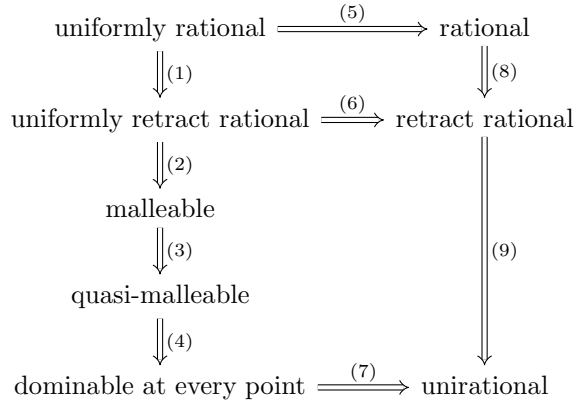 uniformly rational (5) rational
(1) (8)
uniformly retract rational (6) retract rational
(2)
malleable
(3) (9)
quasi-malleable
(4)
dominable at every point (7) unirational